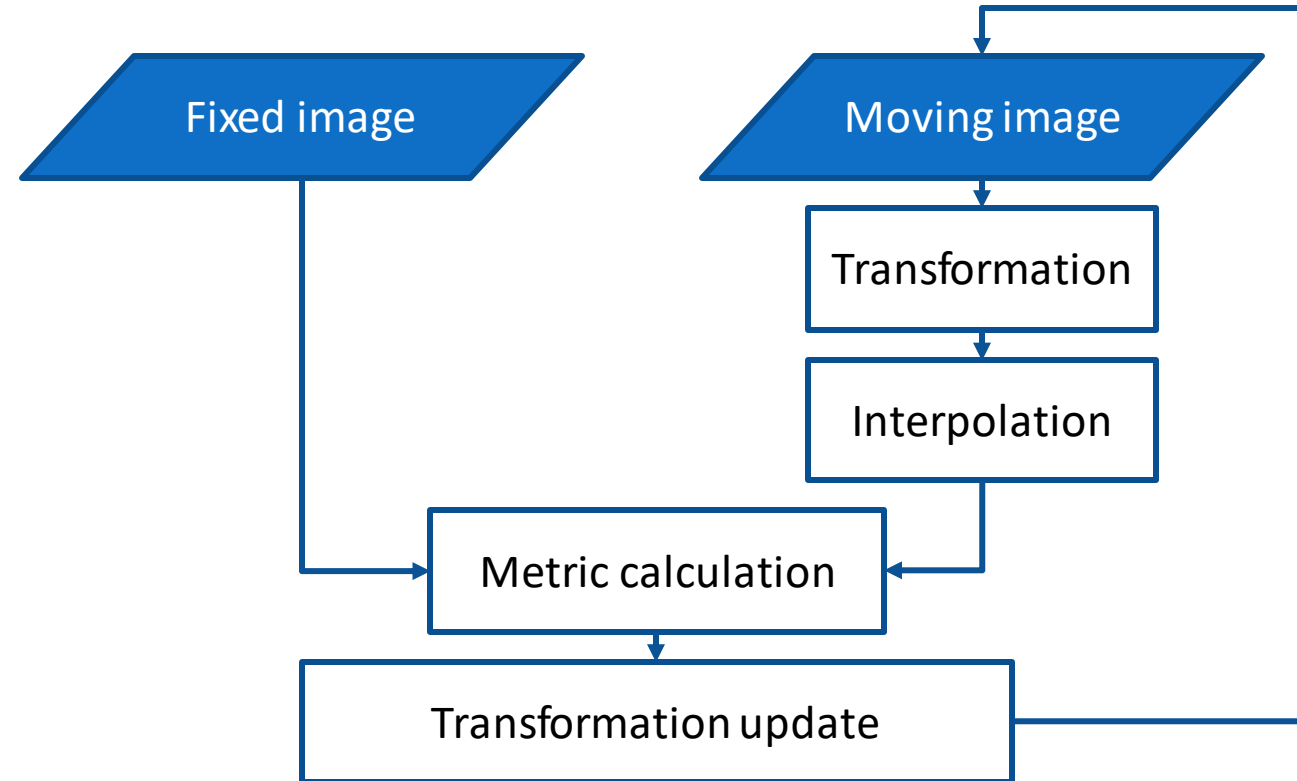 Fixed image
Moving image
Transformation
Interpolation
Metric calculation
Transformation update